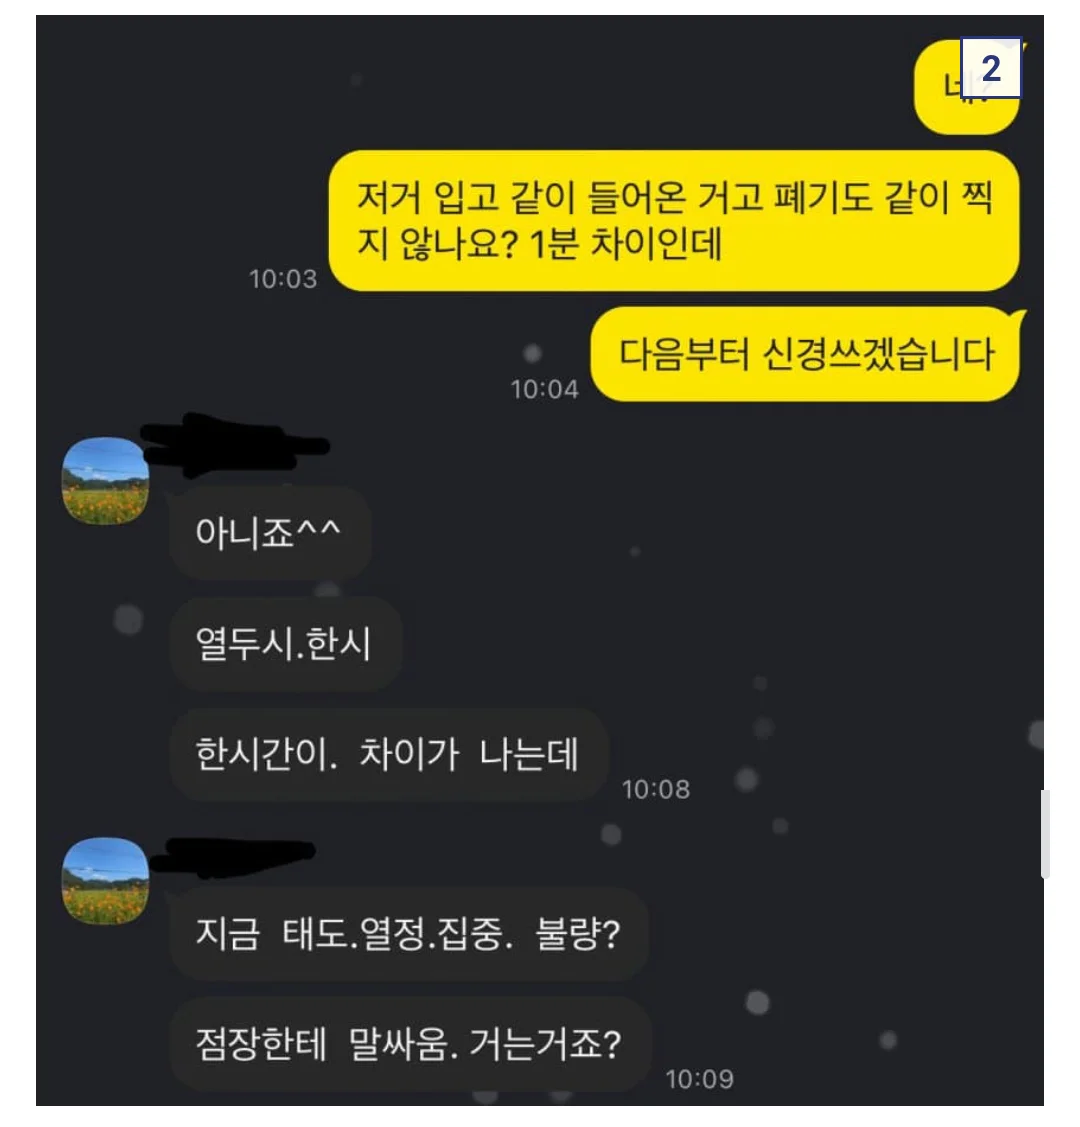 2
네?
저거 입고 같이 들어온 거고 폐기도 같이 찍
지 않나요? 1분 차이인데
10:03
다음부터 신경쓰겠습니다
10:04
아니죠^^
열두시.한시
한시간이. 차이가 나는데
10:08
지금 태도.열정.집중. 불량?
점장한테 말싸움. 거는거죠?
10:09